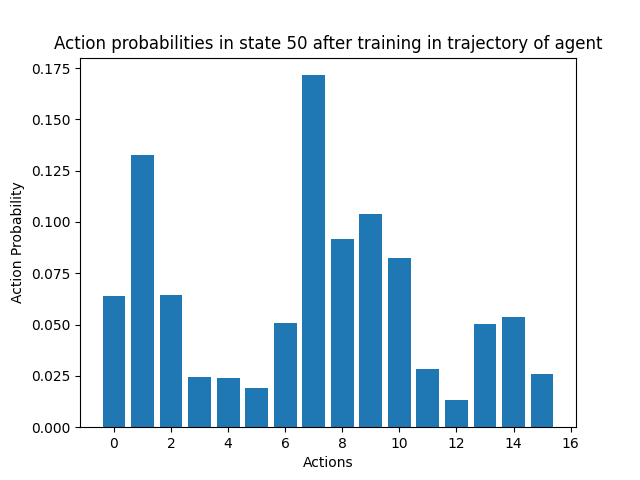 Action probabilities in state 50 after training in trajectory of agent
0.175
0.150
0.125
0.100
0.075
0.050
0.025
0.000
Action Probability
0 2 4 6 8 10 12 14 16
Actions